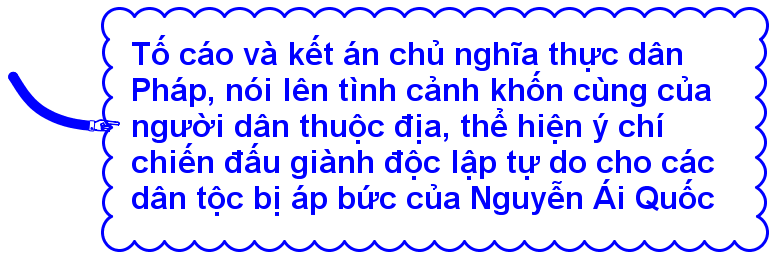 Tố cáo và kết án chủ nghĩa thực dân
Pháp, nói lên tình cảnh khốn cùng của
người dân thuộc địa, thể hiện ý chí
chiến đấu giành độc lập tự do cho các
dân tộc bị áp bức của Nguyễn Ái Quốc